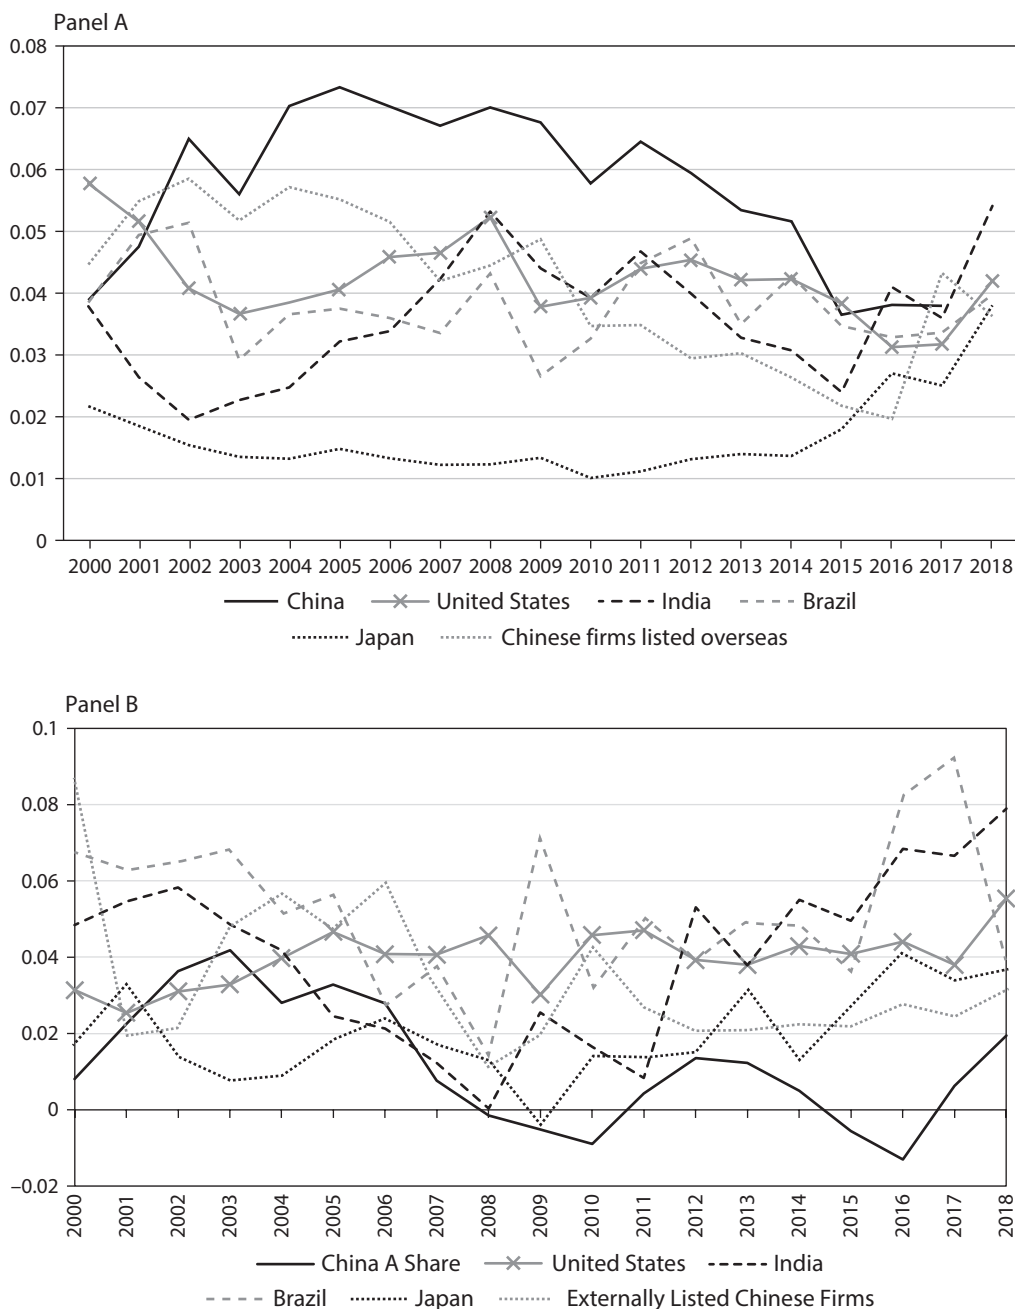 Panel A
0.08
0.07
0.06
0.05
0.04
0.03
0.02
0.01
0
2000 2001 2002 2003 2004 2005 2006 2007 2008 2009 2010 2011 2012 2013 2014 2015 2016 2017 2018
China United States India Brazil
Japan Chinese firms listed overseas
Panel B
0.1
0.08
0.06
0.04
0.02
0
–0.02
2000 2001 2002 2003 2004 2005 2006 2007 2008 2009 2010 2011 2012 2013 2014 2015 2016 2017 2018
China A Share United States India
Brazil Japan Externally Listed Chinese Firms